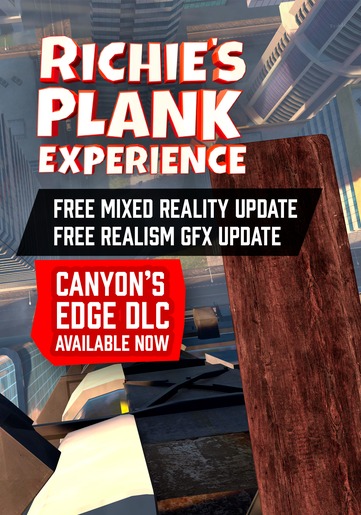 RICHIE'S
PLANK
EXPERIENCE
FREE MIXED REALITY UPDATE
FREE REALISM GFX UPDATE
CANYON'S
EDGE DLC
AVAILABLE NOW